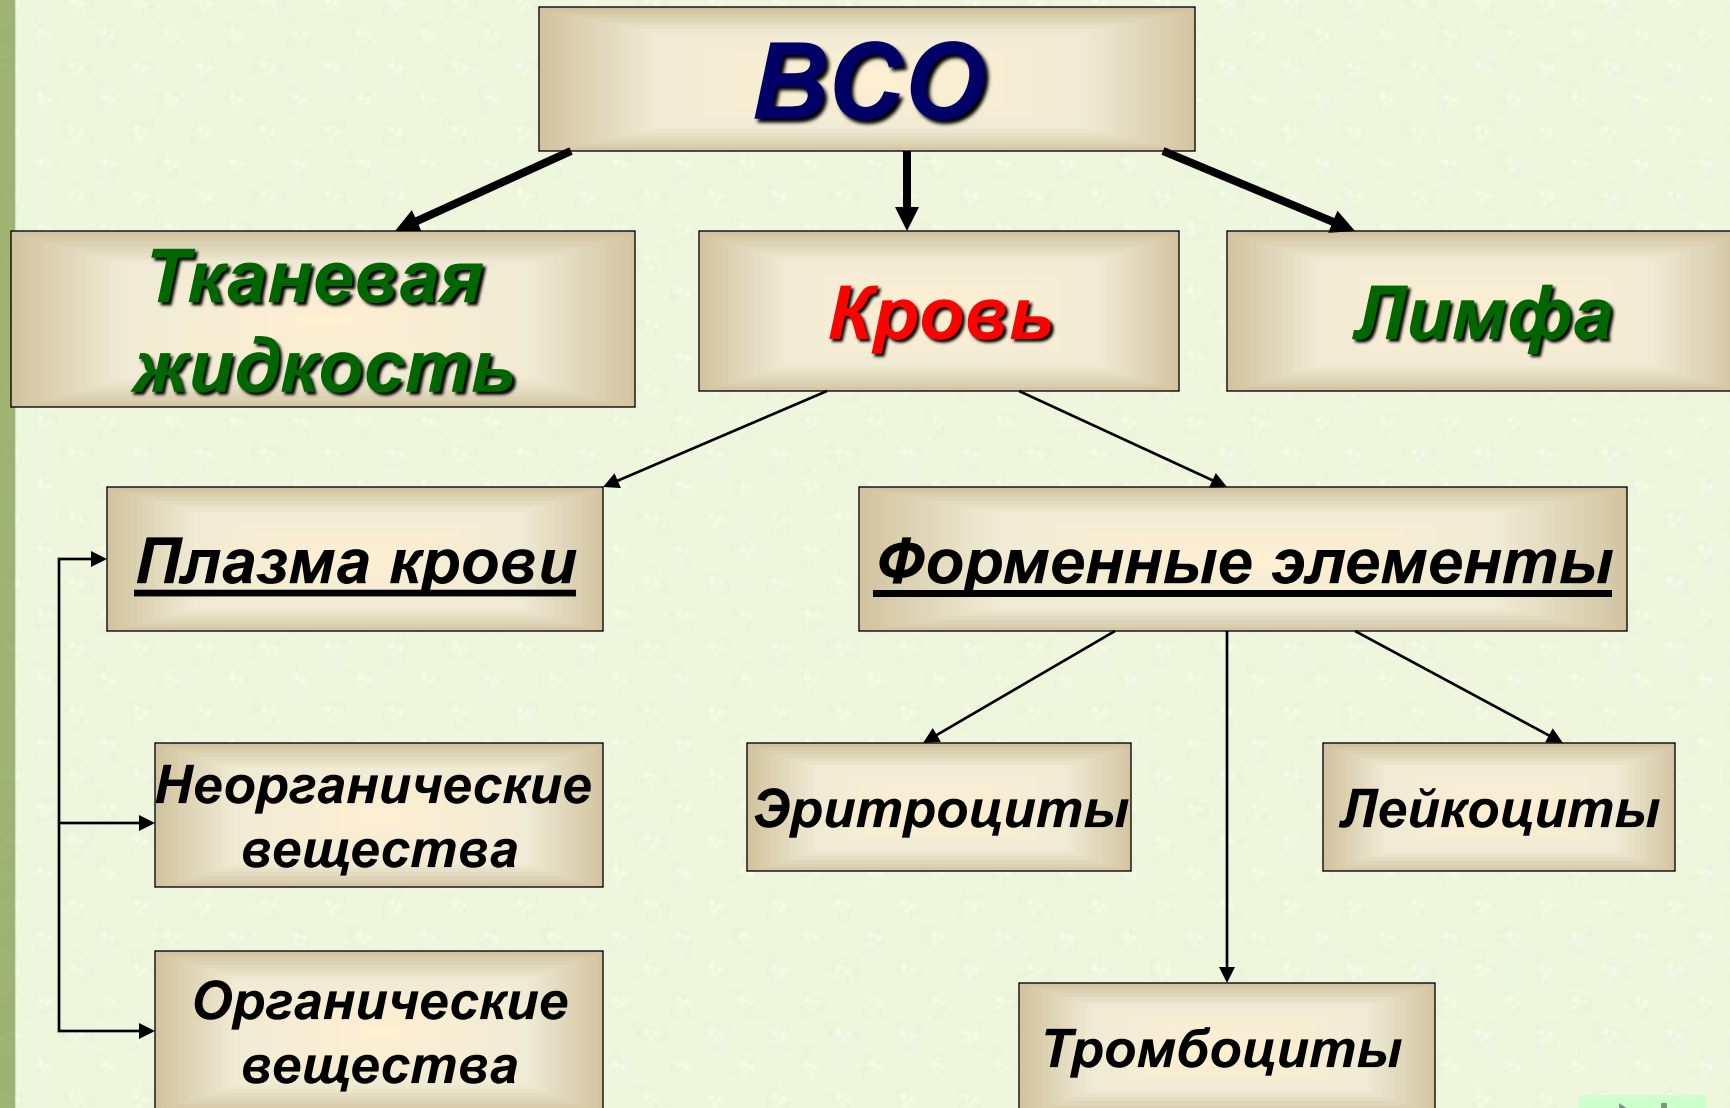 ВСО
Тканевая
жидкость
Кровь
Лимфа
Плазма крови
Форменные элементы
Неорганические
вещества
Эритроциты
Лейкоциты
Органические
вещества
Тромбоциты